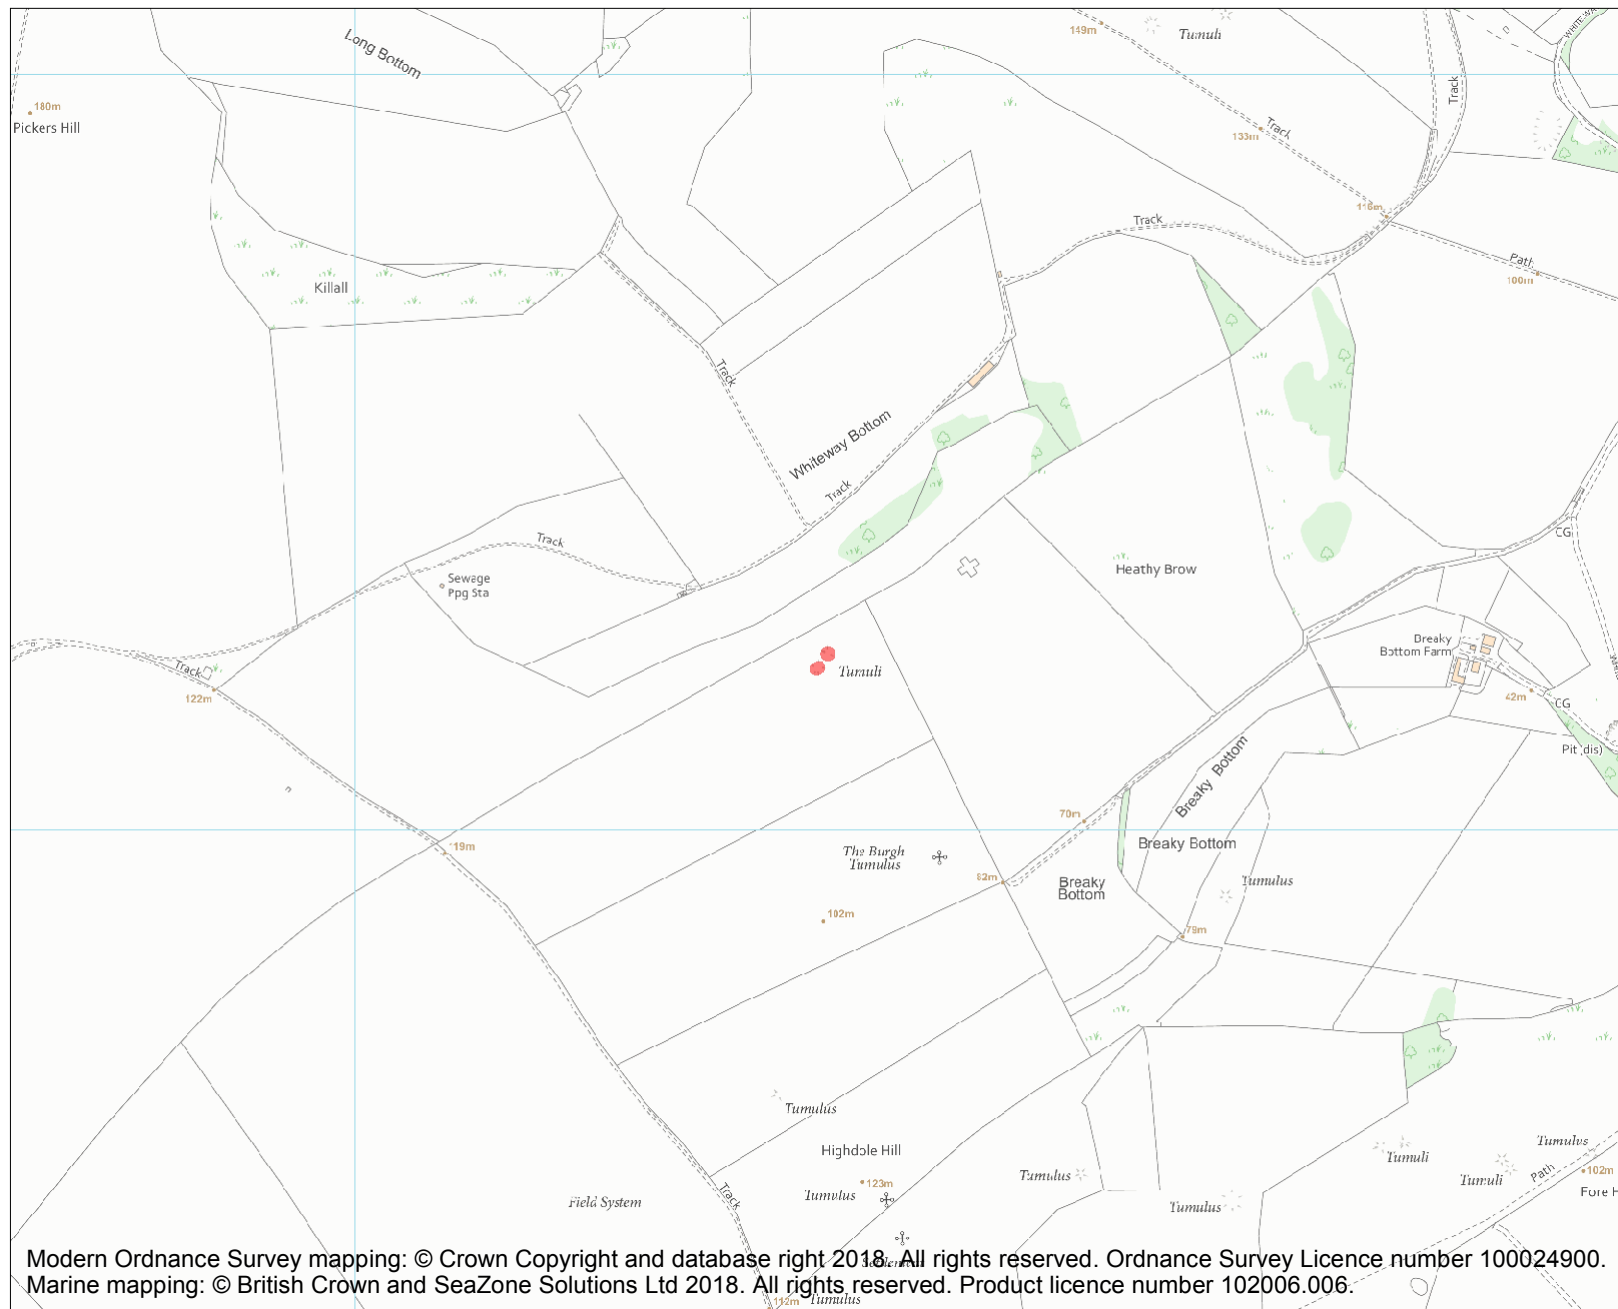 149m
Tumuli
Long Bottom
180m
Pickers Hill
Track
Track
133m
116m
Track
Path
100m
Killall
Track
Whiteway Bottom
Track
Track
Sewage
Ppg Sta
Heathy Brow
CG
Breaky
Bottom Farm
Track
122m
Tumuli
42m
CG
Pit (dis)
Breaky Bottom
70m
Breaky Bottom
119m
The Burgh
Tumulus
82m
Breaky
Bottom
Tumulus
102m
79m
Tumulus
Highdole Hill
123m
Tumulus
Tumulus
Tumulus
Tumuli
Tumuli
Tumulus
Path
102m
Fore H
Field System
Track
Modern Ordnance Survey mapping: © Crown Copyright and database right 2018. All rights reserved. Ordnance Survey Licence number 100024900.
Marine mapping: © British Crown and SeaZone Solutions Ltd 2018. All rights reserved. Product licence number 102006.006.
112m
Tumulus